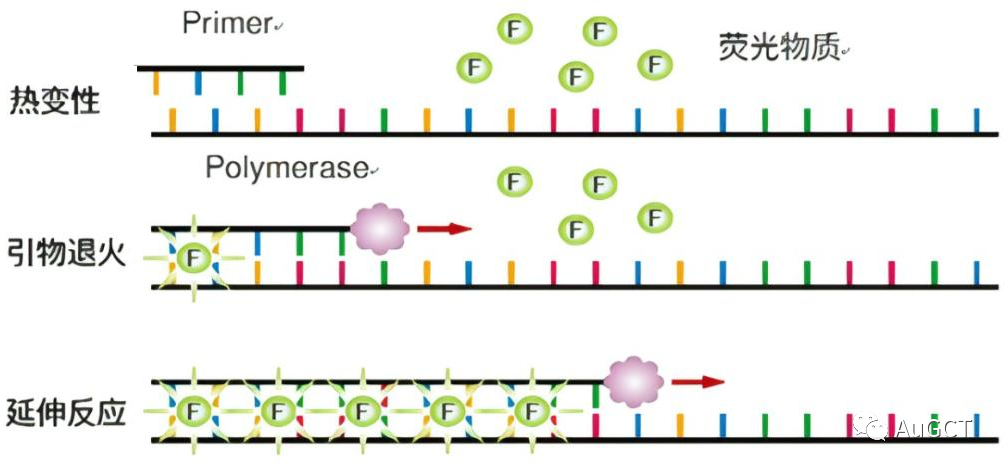 Primer
荧光物质
F F
F F F
热变性
Polymerase
F F
F F
引物退火
F
延伸反应
F F F F F
AuGCT